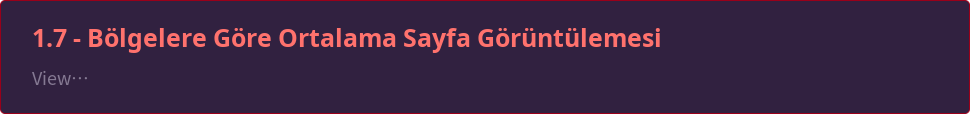 1.7 - Bölgelere Göre Ortalama Sayfa Görüntülemesi
View⋯